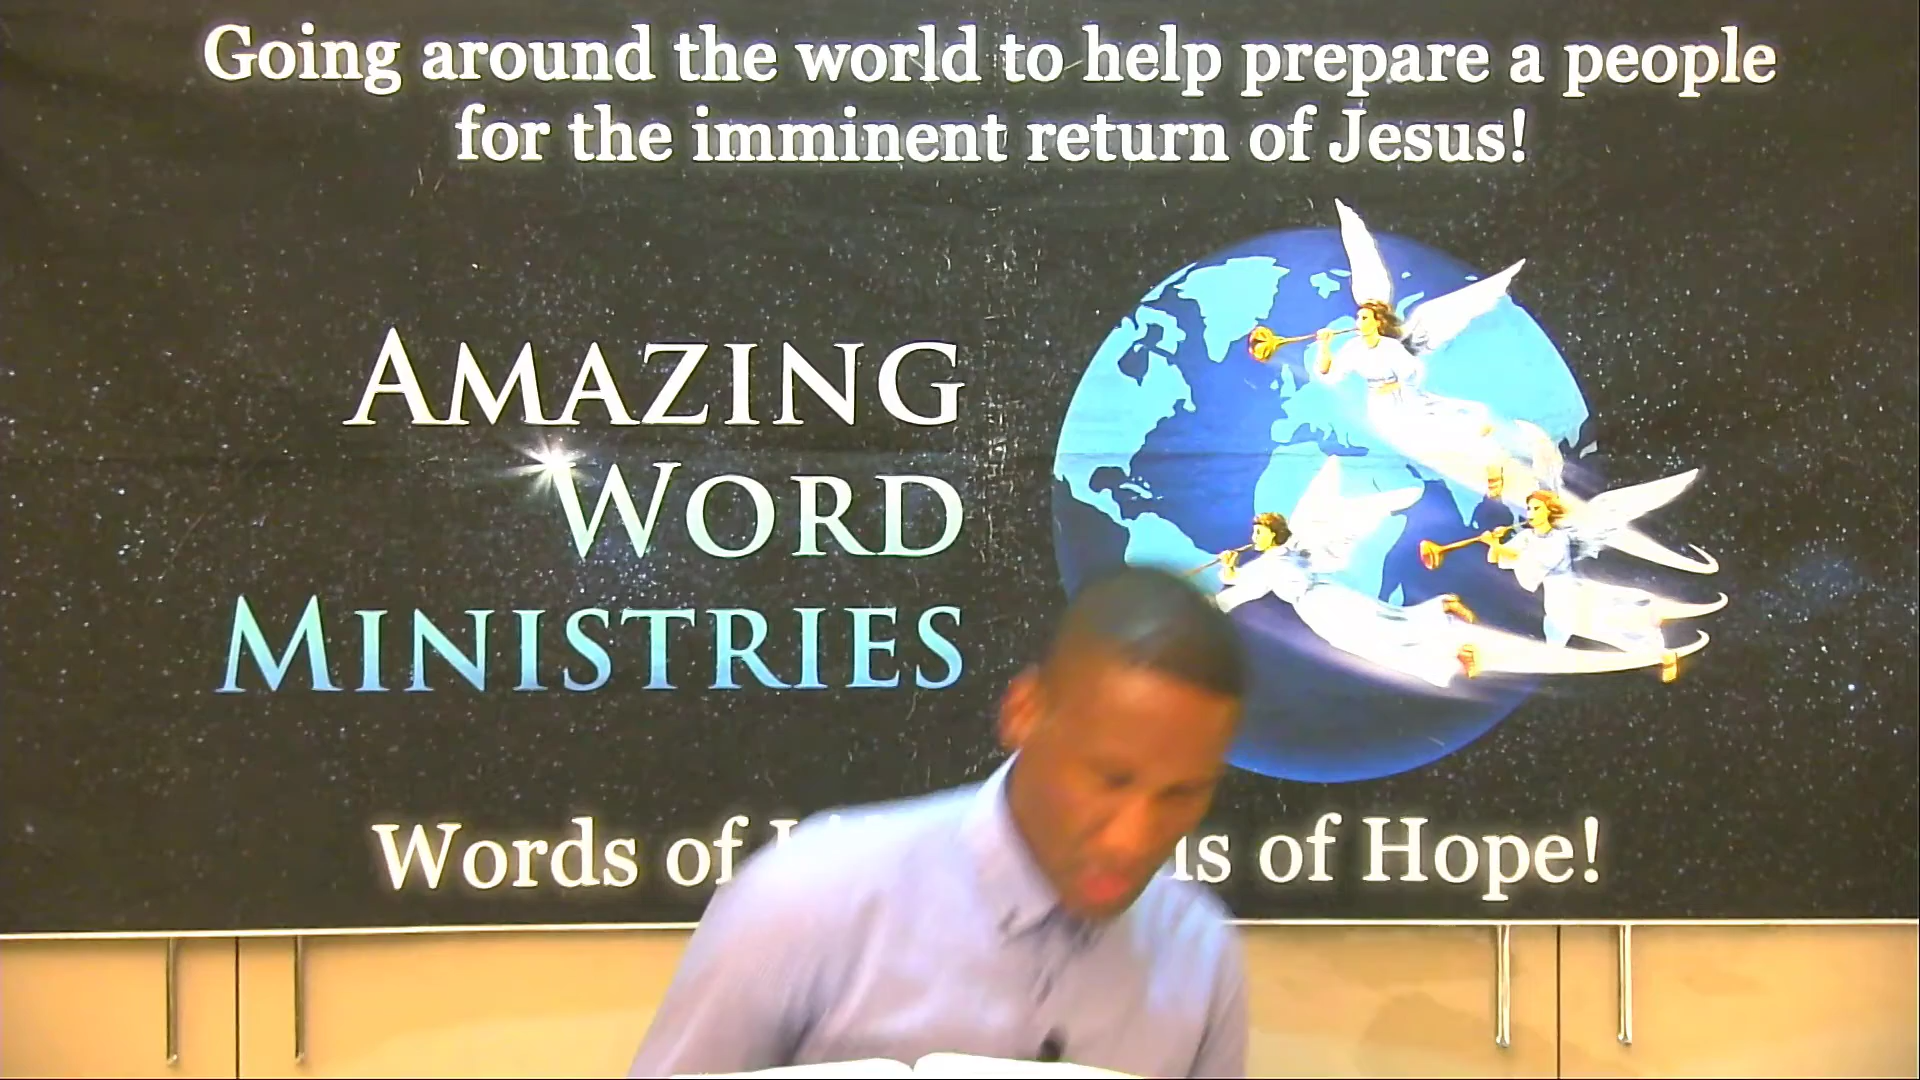 Going around the world to help prepare a people
for the imminent return of Jesus!
AMAZING
WORD
MINISTRIES
Words of of Hope!